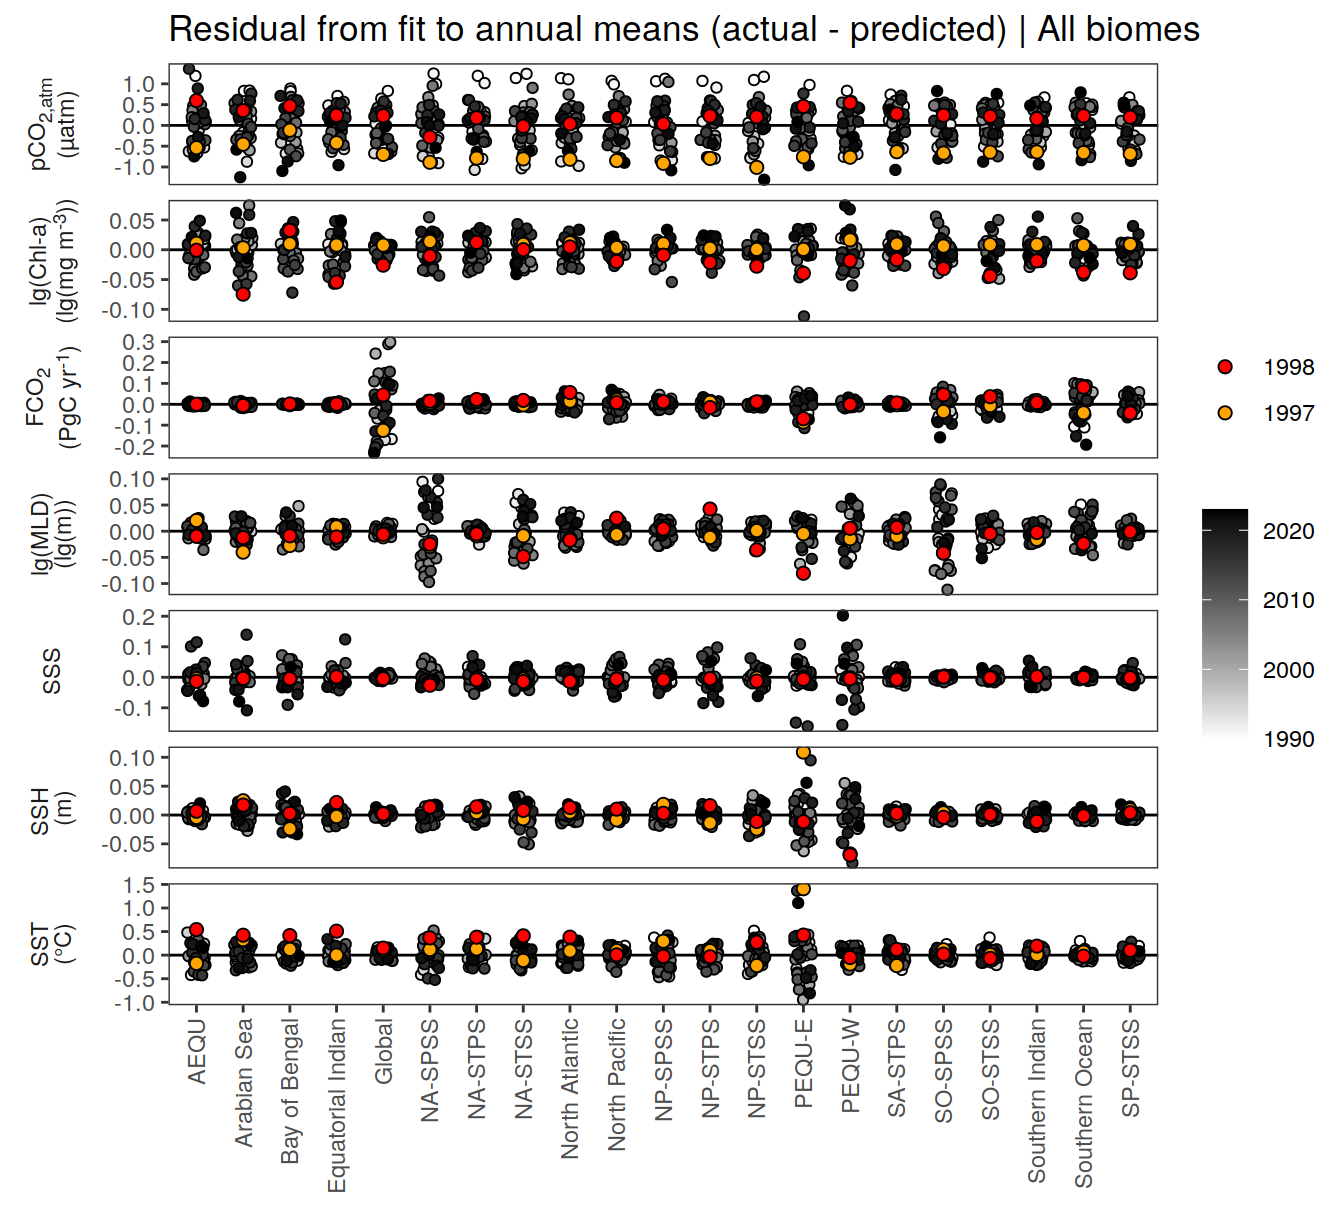 Residual from fit to annual means (actual - predicted) | All biomes
pCO2,atm
(µatm)
1.0
0.5
0.0
-0.5
-1.0
lg(Chl-a)
(lg(mg m-3))
0.05
0.00
-0.05
-0.10
FCO2
(PgC yr-1)
0.3
0.2
0.1
0.0
-0.1
-0.2
lg(MLD)
(lg(m))
0.10
0.05
0.00
-0.05
-0.10
SSS
0.2
0.1
0.0
-0.1
SSH
(m)
0.10
0.05
0.00
-0.05
SST
(°C)
1.5
1.0
0.5
0.0
-0.5
-1.0
AEQU
Arabian Sea
Bay of Bengal
Equatorial Indian
Global
NA-SPSS
NA-STPS
NA-STSS
North Atlantic
North Pacific
NP-SPSS
NP-STPS
NP-STSS
PEQU-E
PEQU-W
SA-STPS
SO-SPSS
SO-STSS
Southern Indian
Southern Ocean
SP-STSS
1998
1997
2020
2010
2000
1990